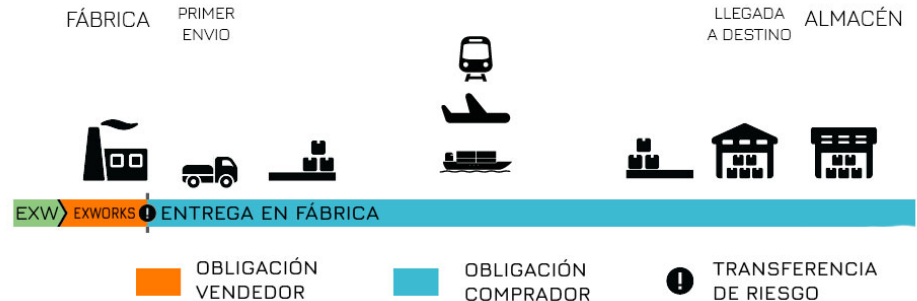 FÁBRICA
PRIMER
ENVIO
LLEGADA
A DESTINO
ALMACÉN
EXW
EXWORKS
! ENTREGA EN FÁBRICA
OBLIGACIÓN
VENDEDOR
OBLIGACIÓN
COMPRADOR
! TRANSFERENCIA
DE RIESGO